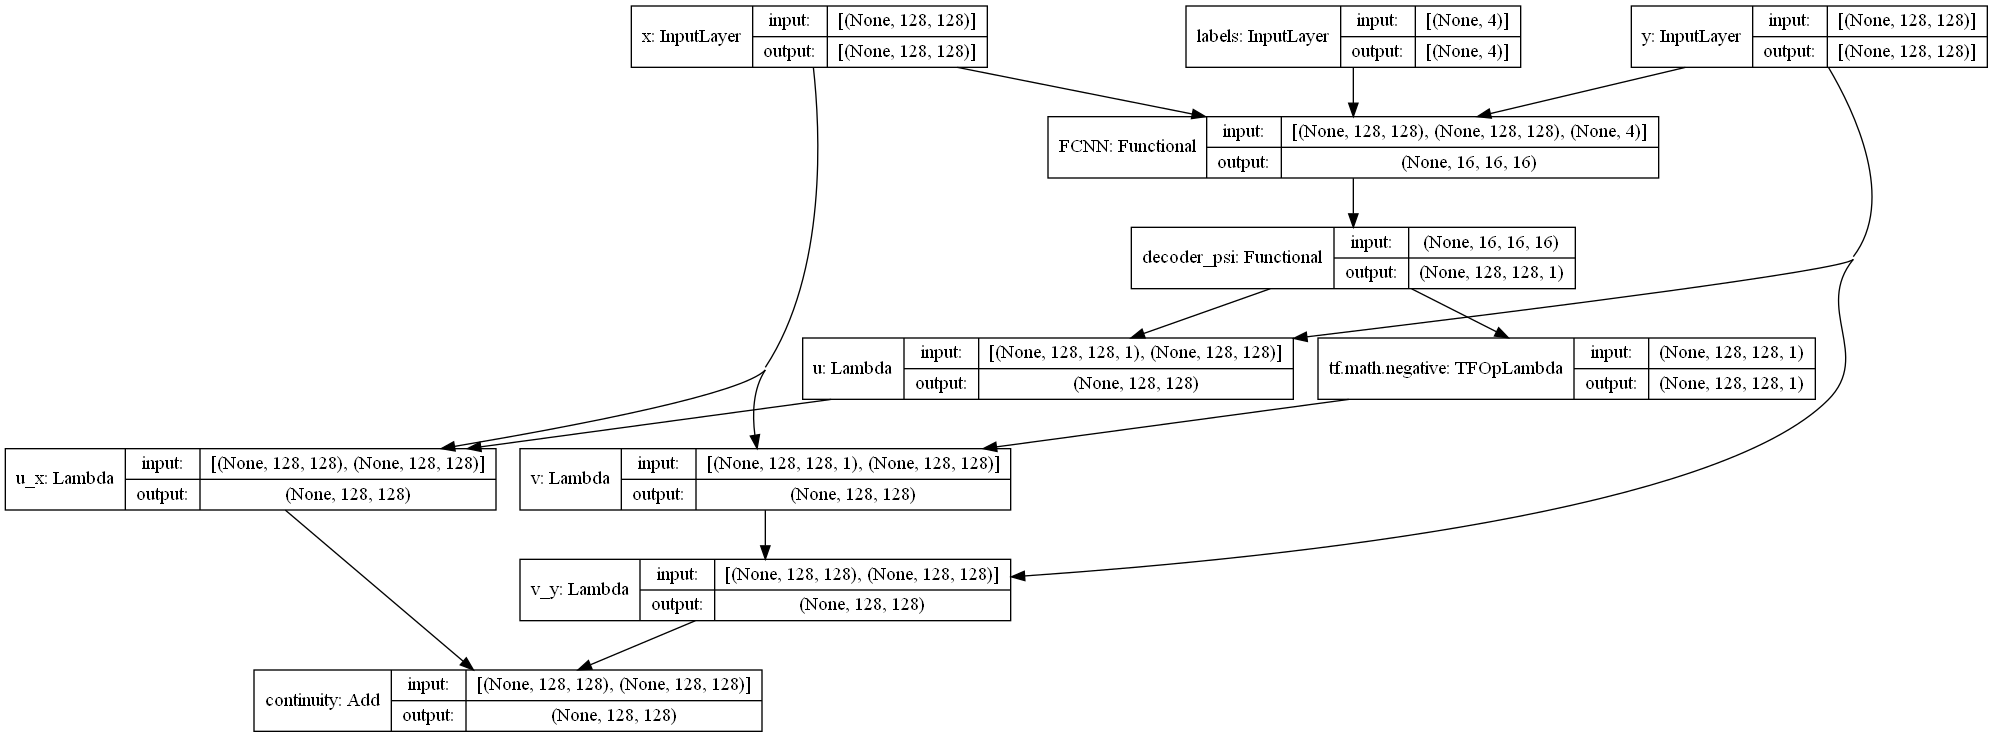 x: InputLayer
input:
[(None, 128, 128)]
output:
[(None, 128, 128)]
labels: InputLayer
input:
[(None, 4)]
output:
[(None, 4)]
y: InputLayer
input:
[(None, 128, 128)]
output:
[(None, 128, 128)]
FCNN: Functional
input:
[(None, 128, 128), (None, 128, 128), (None, 4)]
output:
(None, 16, 16, 16)
decoder_psi: Functional
input:
(None, 16, 16, 16)
output:
(None, 128, 128, 1)
u: Lambda
input:
[(None, 128, 128, 1), (None, 128, 128)]
output:
(None, 128, 128)
tf.math.negative: TFOpLambda
input:
(None, 128, 128, 1)
output:
(None, 128, 128, 1)
u_x: Lambda
input:
[(None, 128, 128), (None, 128, 128)]
output:
(None, 128, 128)
v: Lambda
input:
[(None, 128, 128, 1), (None, 128, 128)]
output:
(None, 128, 128)
v_y: Lambda
input:
[(None, 128, 128), (None, 128, 128)]
output:
(None, 128, 128)
continuity: Add
input:
[(None, 128, 128), (None, 128, 128)]
output:
(None, 128, 128)